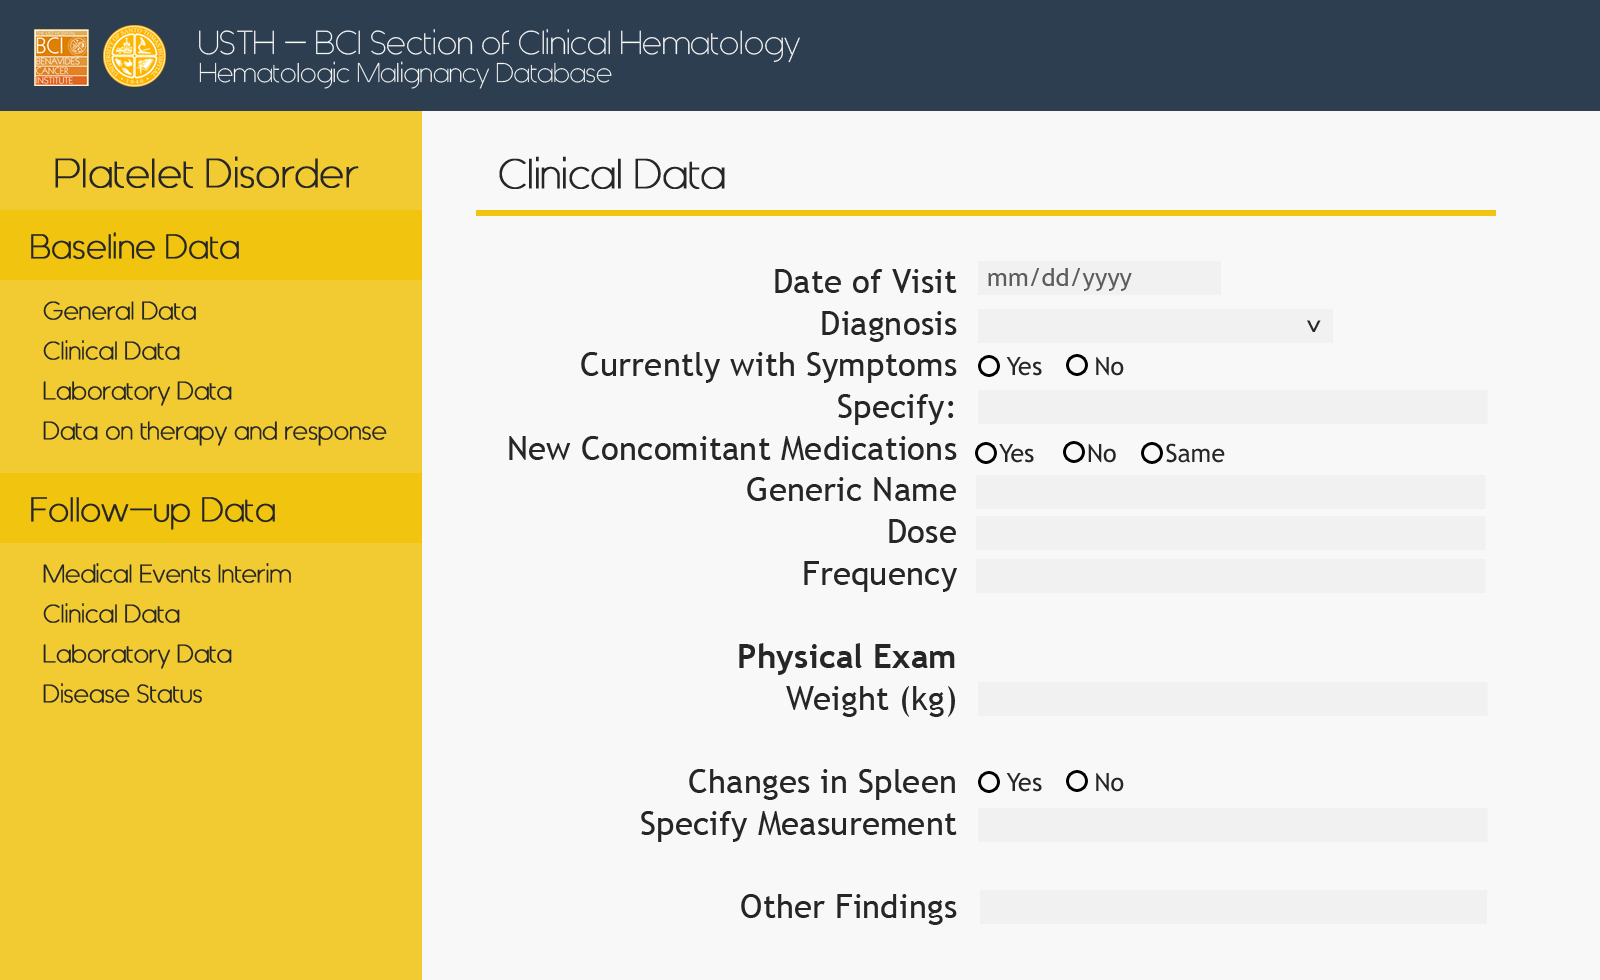 BCI
BENAVIDES
CANCER
INSTITUTE
USTH – BCI Section of Clinical Hematology
Hematologic Malignancy Database
Platelet Disorder
Baseline Data
General Data
Clinical Data
Laboratory Data
Data on therapy and response
Follow-up Data
Medical Events Interim
Clinical Data
Laboratory Data
Disease Status
Clinical Data
Date of Visit mm/dd/yyyy
Diagnosis
Currently with Symptoms Yes No
Specify:
New Concomitant Medications Yes No Same
Generic Name
Dose
Frequency
Physical Exam
Weight (kg)
Changes in Spleen Yes No
Specify Measurement
Other Findings